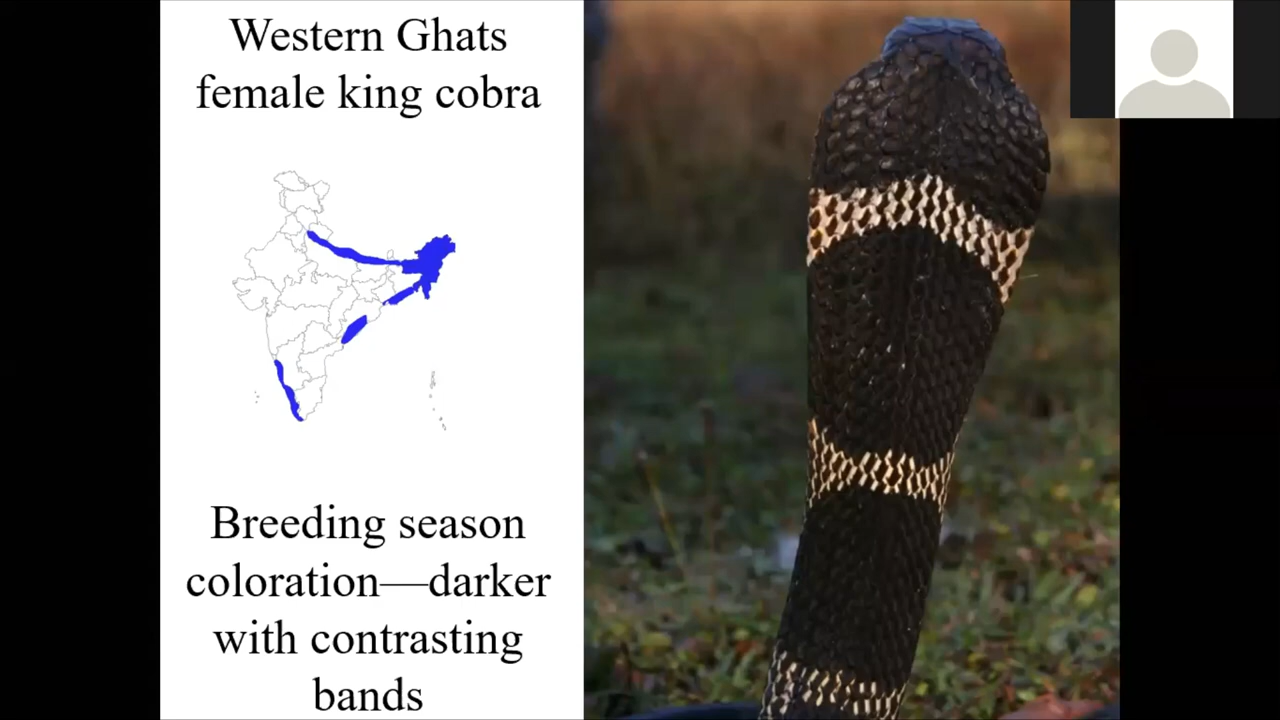 Western Ghats
female king cobra
Breeding season
coloration—darker
with contrasting
bands